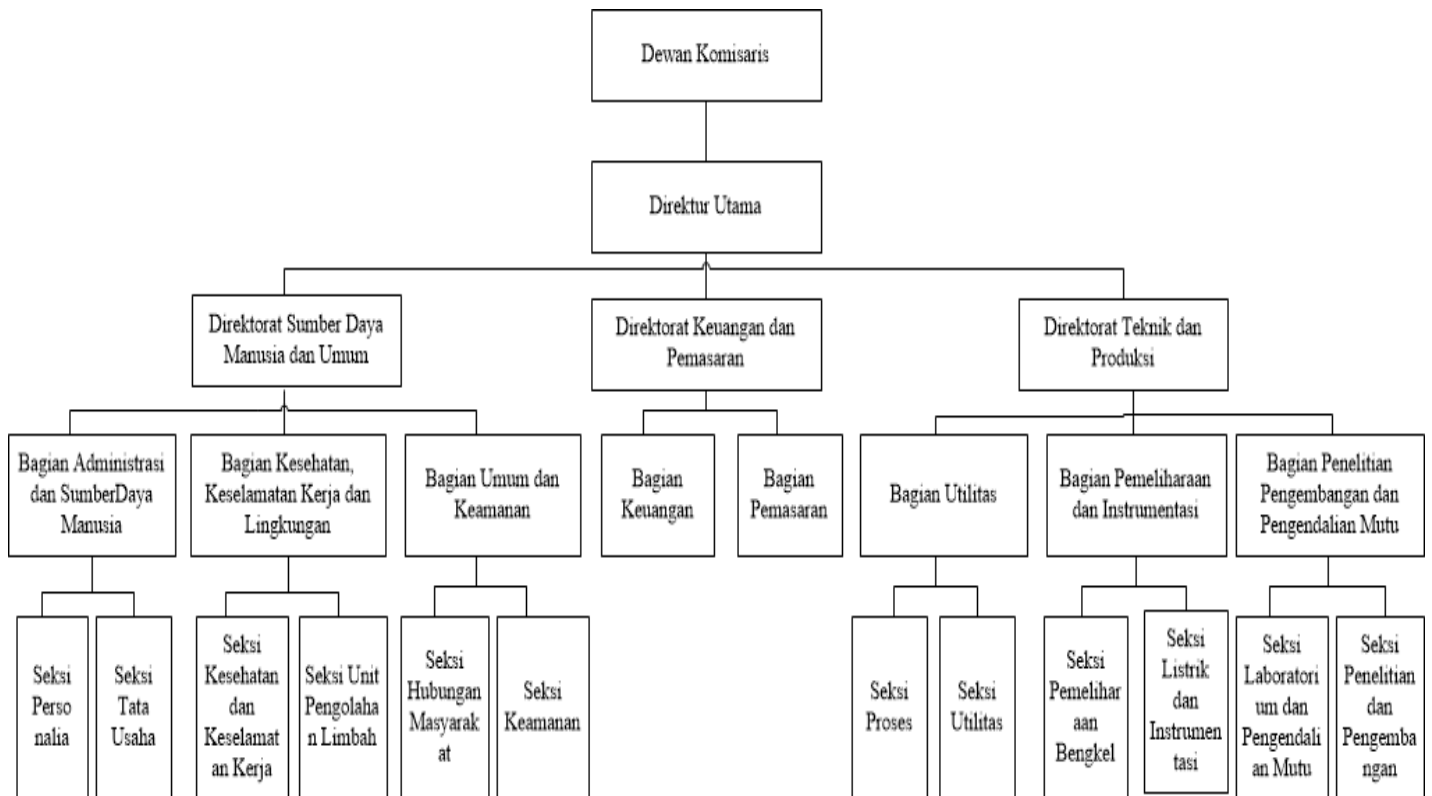 Dewan Komisaris
Direktur Utama
Direktorat Sumber Daya
Manusia dan Umum
Direktorat Keuangan dan
Pemasaran
Direktorat Teknik dan
Produksi
Bagian Administrasi
dan SumberDaya
Manusia
Bagian Kesehatan,
Keselamatan Kerja dan
Lingkungan
Bagian Umum dan
Keamanan
Bagian
Keuangan
Bagian
Pemasaran
Bagian Utilitas
Bagian Pemeliharaan
dan Instrumentasi
Bagian Penelitian
Pengembangan dan
Pengendalian Mutu
Seksi
Perso
nalia
Seksi
Tata
Usaha
Seksi
Kesehatan
dan
Keselamat
an Kerja
Seksi Unit
Pengolaha
n Limbah
Seksi
Hubungan
Masyarak
at
Seksi
Keamanan
Seksi
Proses
Seksi
Utilitas
Seksi
Pemelihar
aan
Bengkel
Seksi
Listrik
dan
Instrumen
tasi
Seksi
Laboratori
um dan
Pengendali
an Mutu
Seksi
Penelitian
dan
Pengemba
ngan